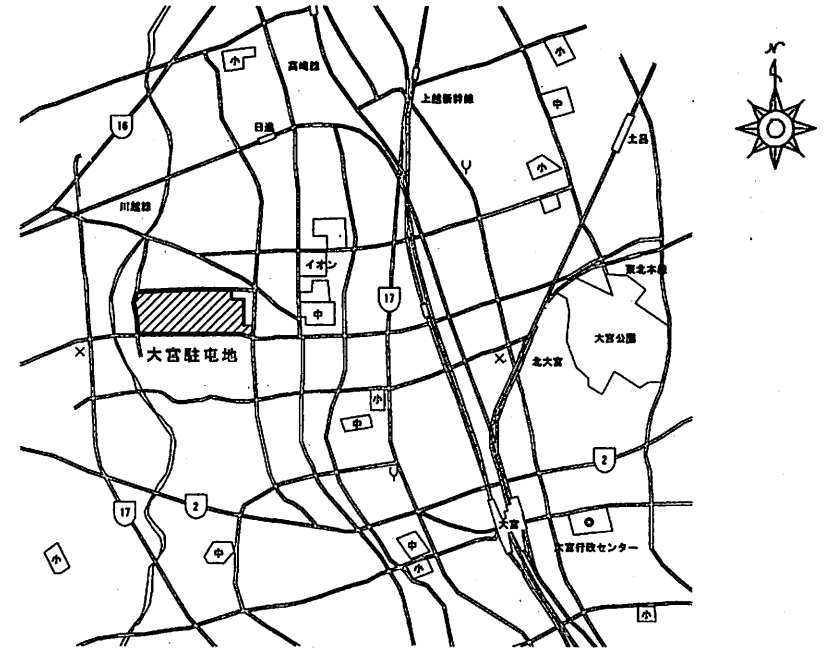 小
高崎線
小
N
上越新幹線
中
16
日進
土呂
小
川越線
イオン
東北本線
17
中
大宮公園
大宮駐屯地
北大宮
小
中
2
2
17
大宮
大宮行政センター
中
中
小
小
小